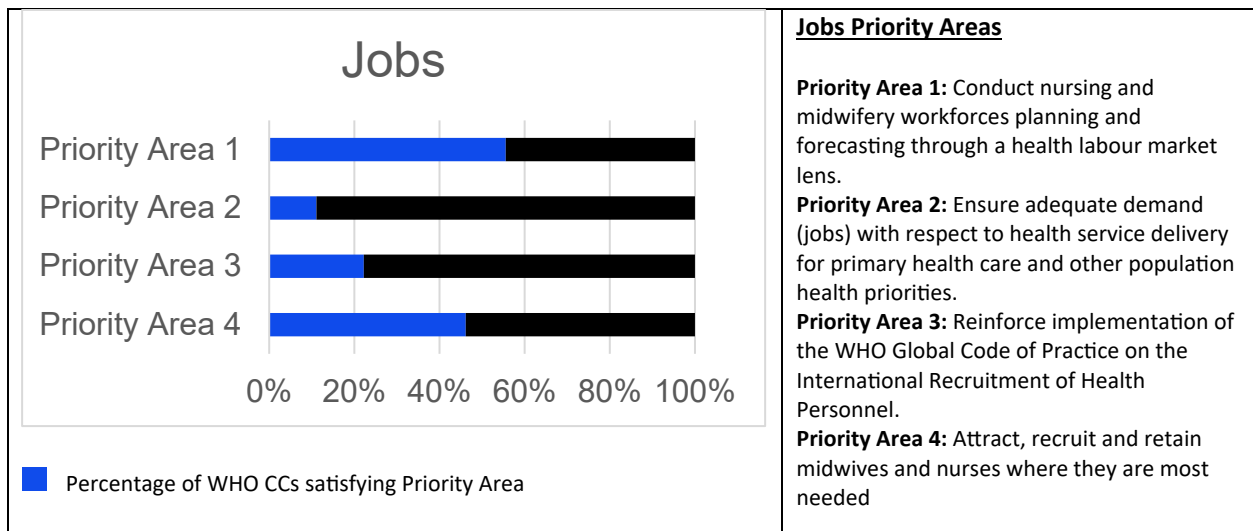 Jobs
Priority Area 1
Priority Area 2
Priority Area 3
Priority Area 4
0% 20% 40% 60% 80% 100%
Percentage of WHO CCs satisfying Priority Area
Jobs Priority Areas
Priority Area 1: Conduct nursing and
midwifery workforces planning and
forecasting through a health labour market
lens.
Priority Area 2: Ensure adequate demand
(jobs) with respect to health service delivery
for primary health care and other population
health priorities.
Priority Area 3: Reinforce implementation of
the WHO Global Code of Practice on the
International Recruitment of Health
Personnel.
Priority Area 4: Attract, recruit and retain
midwives and nurses where they are most
needed